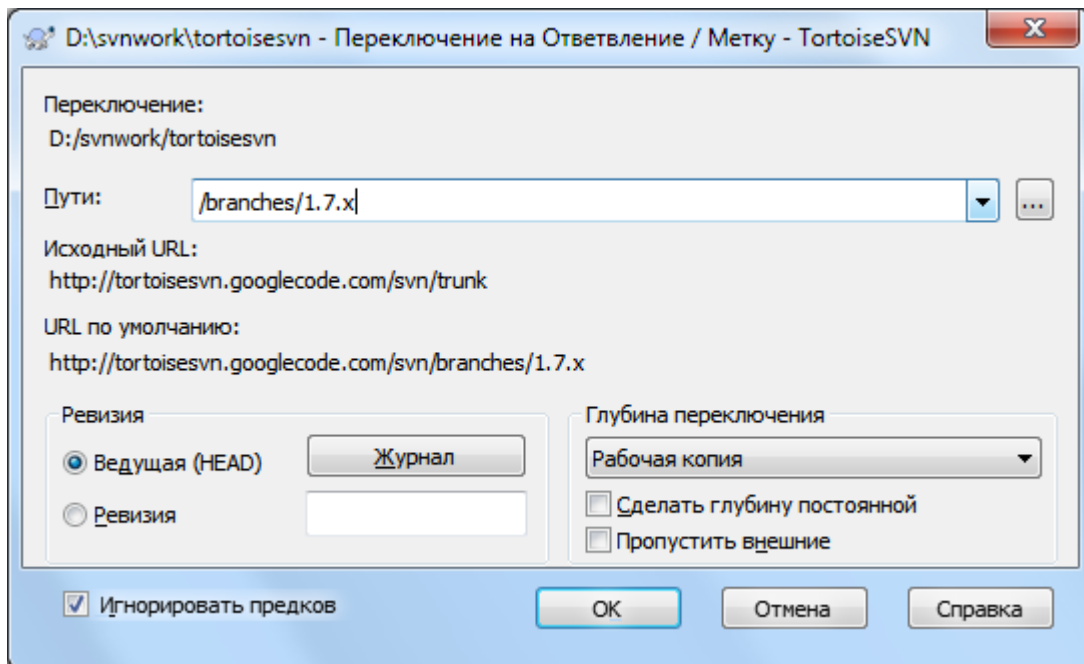 D:\svnwork\tortoisesvn - Переключение на Ответвление / Метку - TortoiseSVN
Переключение:
D:/svnwork/tortoisesvn
Пути:
/branches/1.7.x
...
Исходный URL:
http://tortoisesvn.googlecode.com/svn/trunk
URL по умолчанию:
http://tortoisesvn.googlecode.com/svn/branches/1.7.x
Ревизия
Ведущая (HEAD)
Журнал
Ревизия
Глубина переключения
Рабочая копия
Сделать глубину постоянной
Пропустить внешние
Игнорировать предков
OK
Отмена
Справка